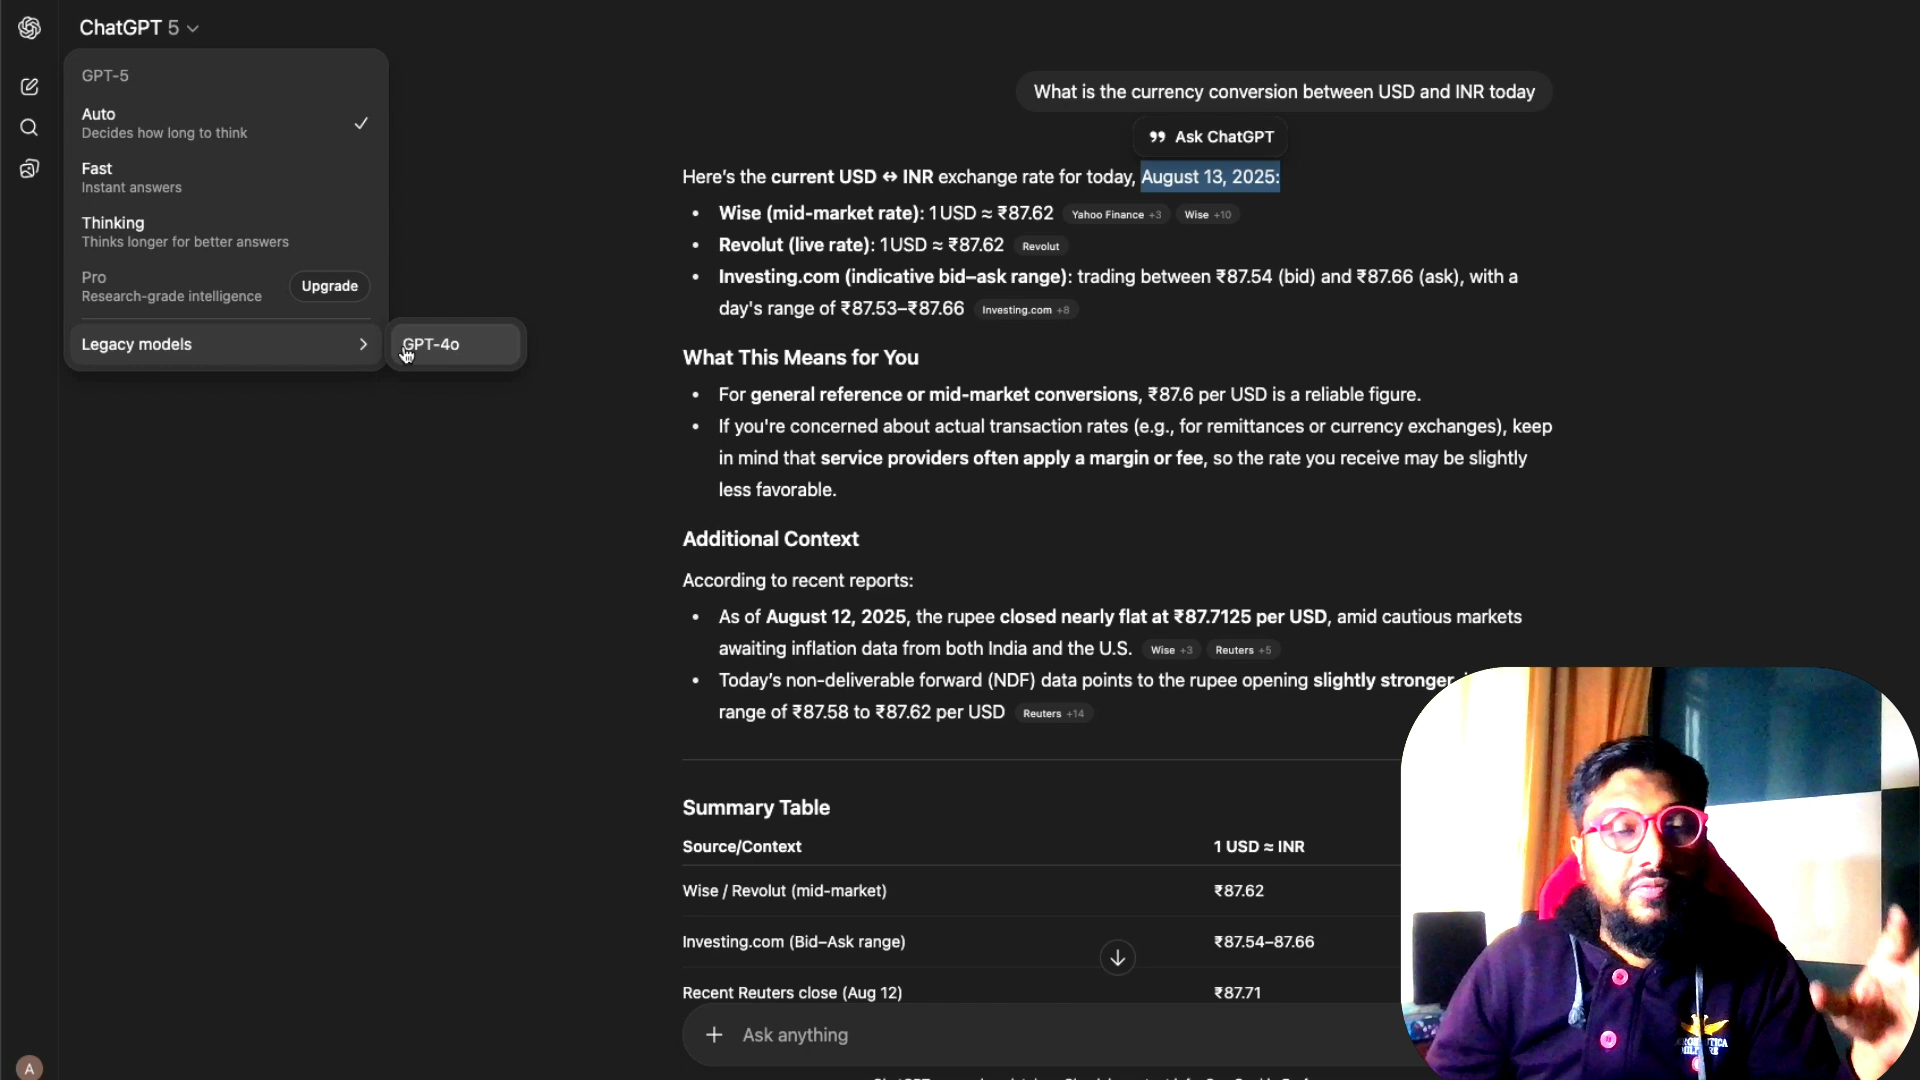 ChatGPT 5
GPT-5
Auto
Decides how long to think
Fast
Instant answers
Thinking
Thinks longer for better answers
Pro
Research-grade intelligence
Upgrade
Legacy models
GPT-4o
What is the currency conversion between USD and INR today
Ask ChatGPT
Here's the current USD ↔ INR exchange rate for today, August 13, 2025:
• Wise (mid-market rate): 1 USD ≈ ₹87.62 Yahoo Finance +3 Wise +10
• Revolut (live rate): 1 USD ≈ ₹87.62 Revolut
• Investing.com (indicative bid–ask range): trading between ₹87.54 (bid) and ₹87.66 (ask), with a
day's range of ₹87.53–₹87.66 Investing.com +8
What This Means for You
• For general reference or mid-market conversions, ₹87.6 per USD is a reliable figure.
• If you're concerned about actual transaction rates (e.g., for remittances or currency exchanges), keep
in mind that service providers often apply a margin or fee, so the rate you receive may be slightly
less favorable.
Additional Context
According to recent reports:
• As of August 12, 2025, the rupee closed nearly flat at ₹87.7125 per USD, amid cautious markets
awaiting inflation data from both India and the U.S. Wise +3 Reuters +5
• Today's non-deliverable forward (NDF) data points to the rupee opening slightly stronger,
range of ₹87.58 to ₹87.62 per USD Reuters +14
Summary Table
Source/Context 1 USD ≈ INR
Wise / Revolut (mid-market) ₹87.62
Investing.com (Bid–Ask range) ₹87.54–87.66
Recent Reuters close (Aug 12) ₹87.71
Ask anything
A